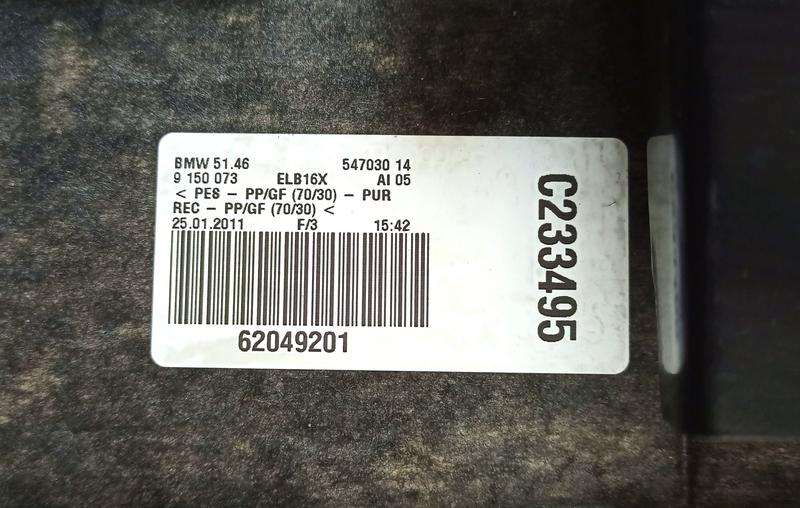 BMW 51.46 547030 14
9 150 073 ELB16X AI 05
< PES - PP/GF (70/30) - PUR
REC - PP/GF (70/30) <
25.01.2011 F/3 15:42
62049201
C233495